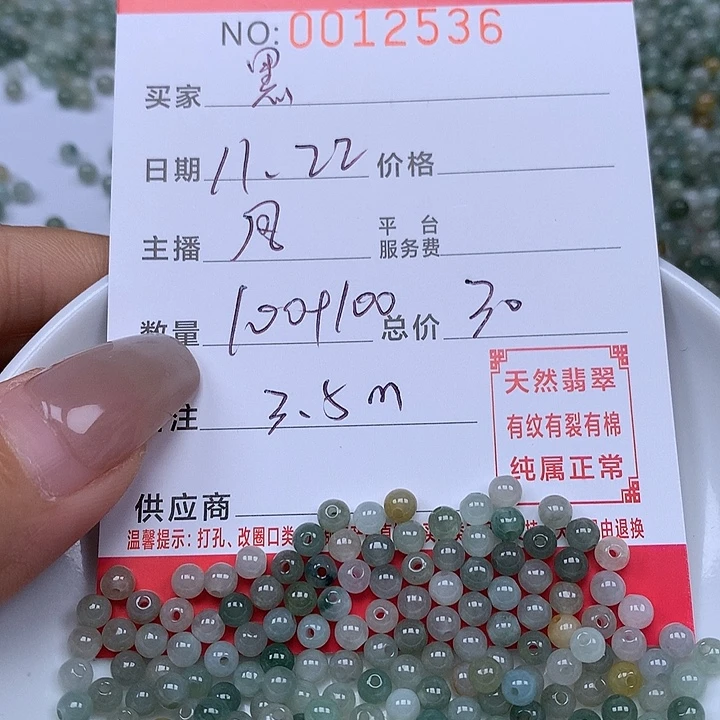 NO: 0012536
买家 黑
日期 11.22 价格
主播 凤 平台
服务费
数量 100+100 总价 30
注 3.5m
天然翡翠
有纹有裂有棉
纯属正常
供应商
温馨提示: 打孔、改圈口类 由退换